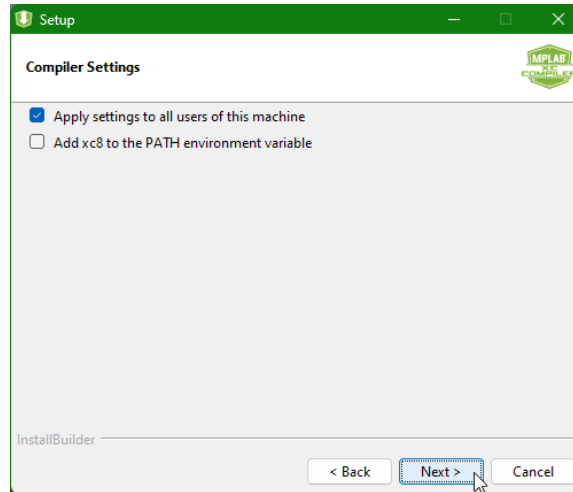 Setup
Compiler Settings
MPLAB
XC
COMPILER
Apply settings to all users of this machine
Add xc8 to the PATH environment variable
InstallBuilder
< Back
Next >
Cancel